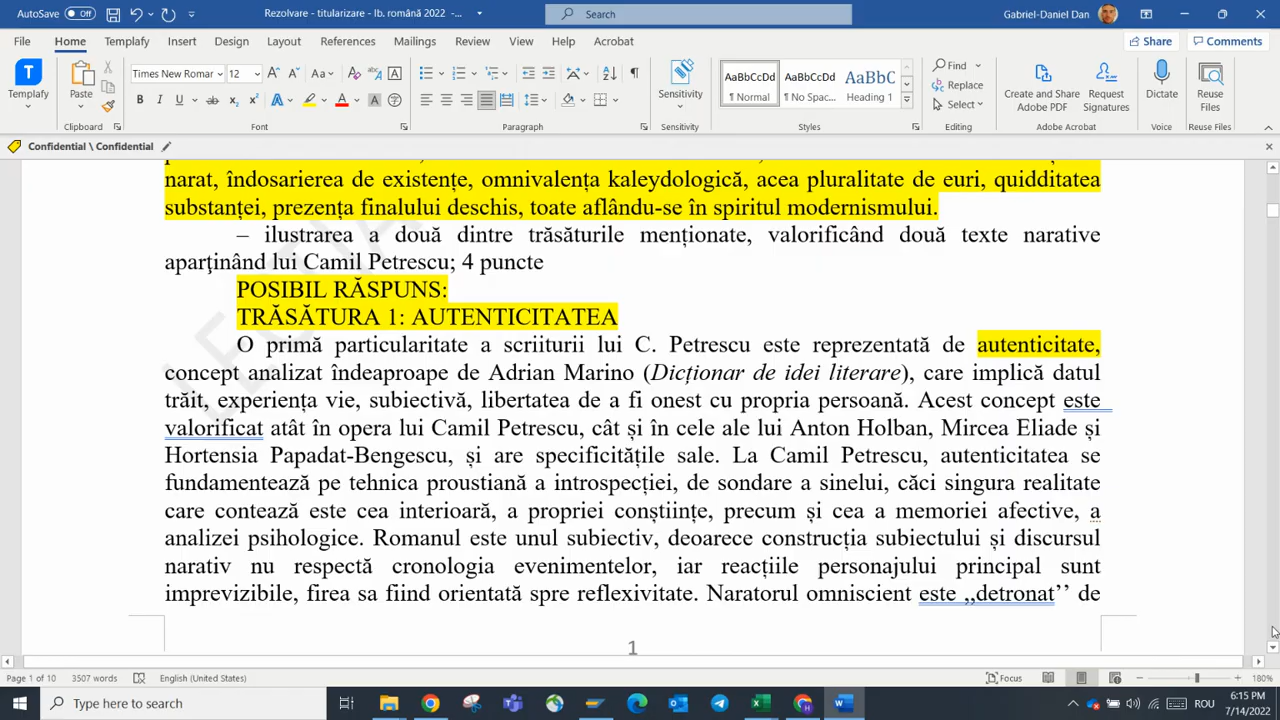 AutoSave Off Rezolvare - titularizare - lb. română 2022 -... Search Gabriel-Daniel Dan
File Home Templafy Insert Design Layout References Mailings Review View Help Acrobat Share Comments
Times New Roman 12 Aa AaBbCcDd AaBbCcDd AaBbC Find
Templafy Paste B I U ab x₂ x² A ¶ Normal ¶ No Spac... Heading 1 Replace Sensitivity Create and Share Adobe PDF Request Signatures Dictate Reuse Files
Select
Clipboard Font Paragraph Sensitivity Styles Editing Adobe Acrobat Voice Reuse Files
Confidential \ Confidential
narat, îndosarierea de existențe, omnivalența kaleydologică, acea pluralitate de euri, quidditatea
substanței, prezența finalului deschis, toate aflându-se în spiritul modernismului.
– ilustrarea a două dintre trăsăturile menționate, valorificând două texte narative
aparţinând lui Camil Petrescu; 4 puncte
POSIBIL RĂSPUNS:
TRĂSĂTURA 1: AUTENTICITATEA
O primă particularitate a scriiturii lui C. Petrescu este reprezentată de autenticitate,
concept analizat îndeaproape de Adrian Marino (Dicționar de idei literare), care implică datul
trăit, experiența vie, subiectivă, libertatea de a fi onest cu propria persoană. Acest concept este
valorificat atât în opera lui Camil Petrescu, cât și în cele ale lui Anton Holban, Mircea Eliade și
Hortensia Papadat-Bengescu, și are specificitățile sale. La Camil Petrescu, autenticitatea se
fundamentează pe tehnica proustiană a introspecției, de sondare a sinelui, căci singura realitate
care contează este cea interioară, a propriei conștiințe, precum și cea a memoriei afective, a
analizei psihologice. Romanul este unul subiectiv, deoarece construcția subiectului și discursul
narativ nu respectă cronologia evenimentelor, iar reacțiile personajului principal sunt
imprevizibile, firea sa fiind orientată spre reflexivitate. Naratorul omniscient este ,,detronat’’ de
1
Page 1 of 10 3507 words English (United States) Focus 180%
Type here to search ROU 6:15 PM
7/14/2022